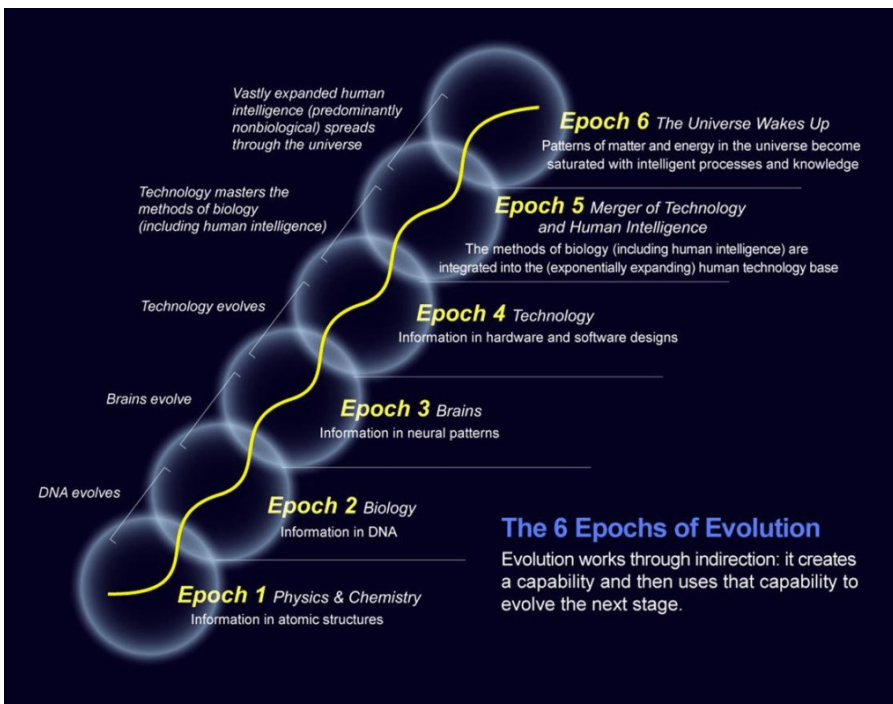 Vastly expanded human
intelligence (predominantly
nonbiological) spreads
through the universe
Epoch 6 The Universe Wakes Up
Patterns of matter and energy in the universe become
saturated with intelligent processes and knowledge
Technology masters the
methods of biology
(including human intelligence)
Epoch 5 Merger of Technology
and Human Intelligence
The methods of biology (including human intelligence) are
integrated into the (exponentially expanding) human technology base
Technology evolves
Epoch 4 Technology
Information in hardware and software designs
Brains evolve
Epoch 3 Brains
Information in neural patterns
DNA evolves
Epoch 2 Biology
Information in DNA
Epoch 1 Physics & Chemistry
Information in atomic structures
The 6 Epochs of Evolution
Evolution works through indirection: it creates
a capability and then uses that capability to
evolve the next stage.